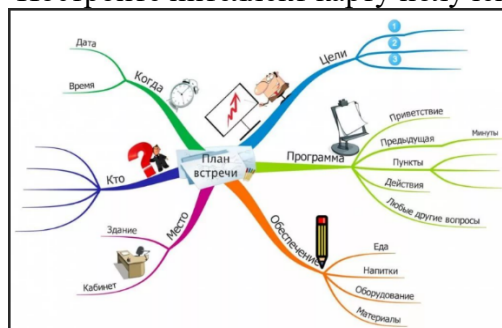 Дата
Время
Когда
Цели
1
2
3
План
встречи
Программа
Приветствие
Предыдущая
Минуты
Пункты
Действия
Любые другие вопросы
Кто
Место
Здание
Кабинет
Обеспечение
Еда
Напитки
Оборудование
Материалы